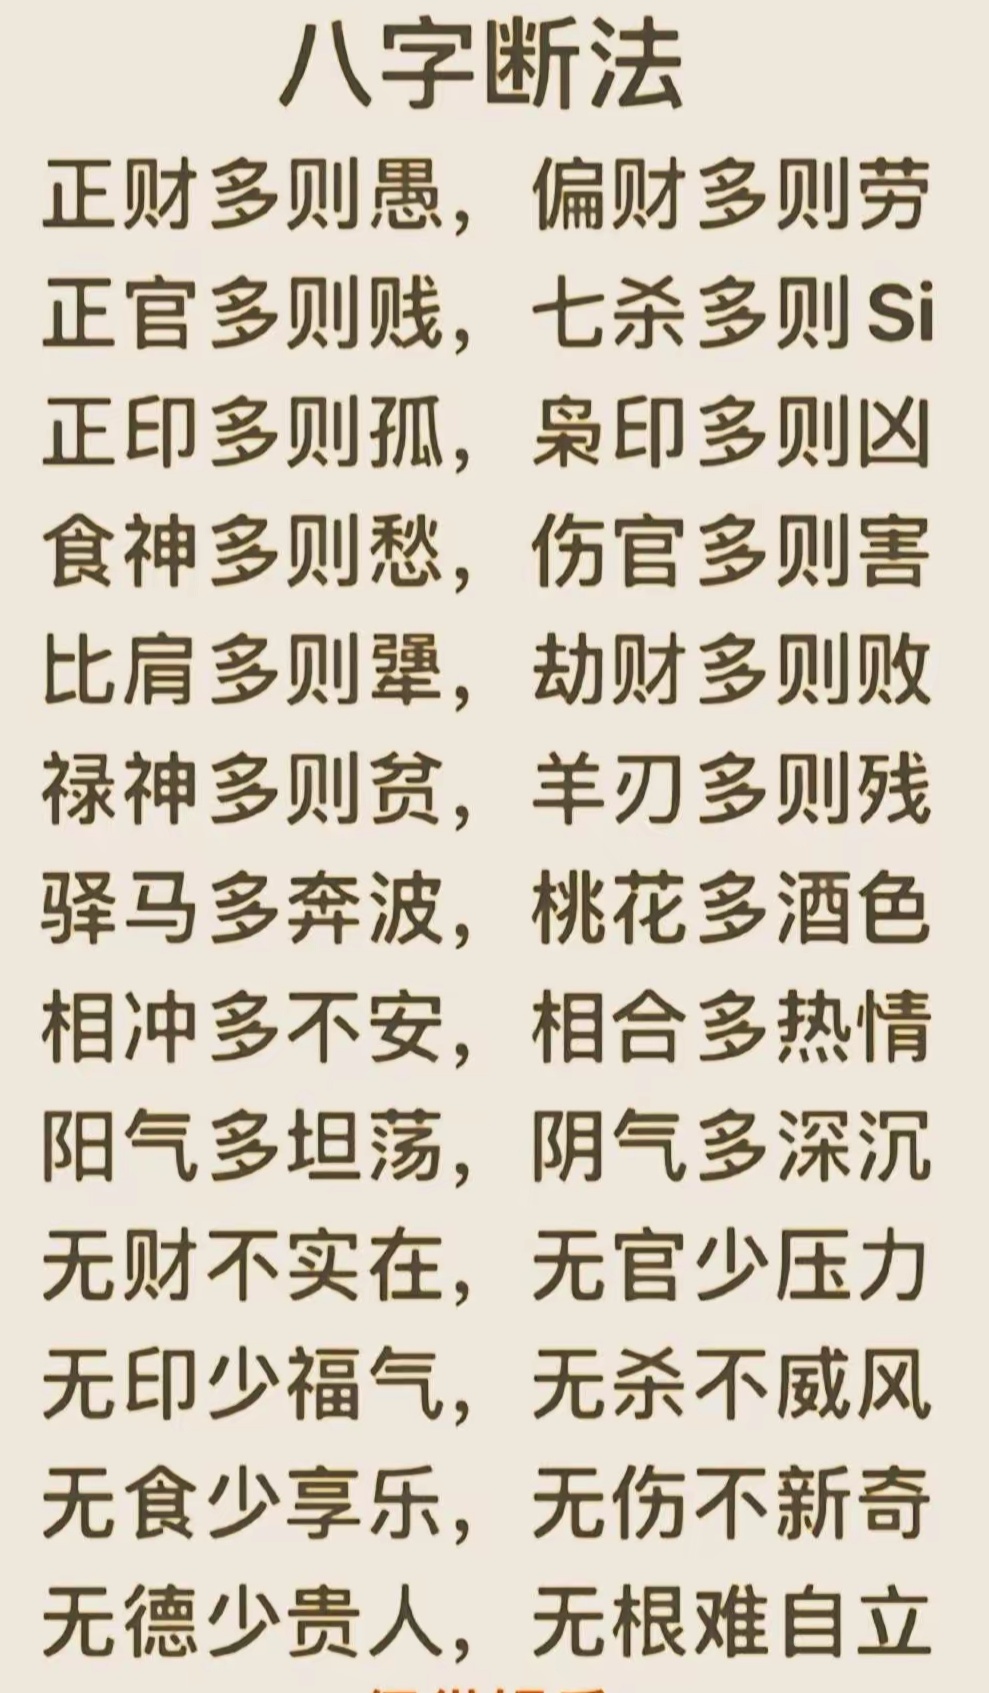 八字断法
正财多则愚，偏财多则劳
正官多则贱，七杀多则Si
正印多则孤，枭印多则凶
食神多则愁，伤官多则害
比肩多则犟，劫财多则败
禄神多则贫，羊刃多则残
驿马多奔波，桃花多酒色
相冲多不安，相合多热情
阳气多坦荡，阴气多深沉
无财不实在，无官少压力
无印少福气，无杀不威风
无食少享乐，无伤不新奇
无德少贵人，无根难自立